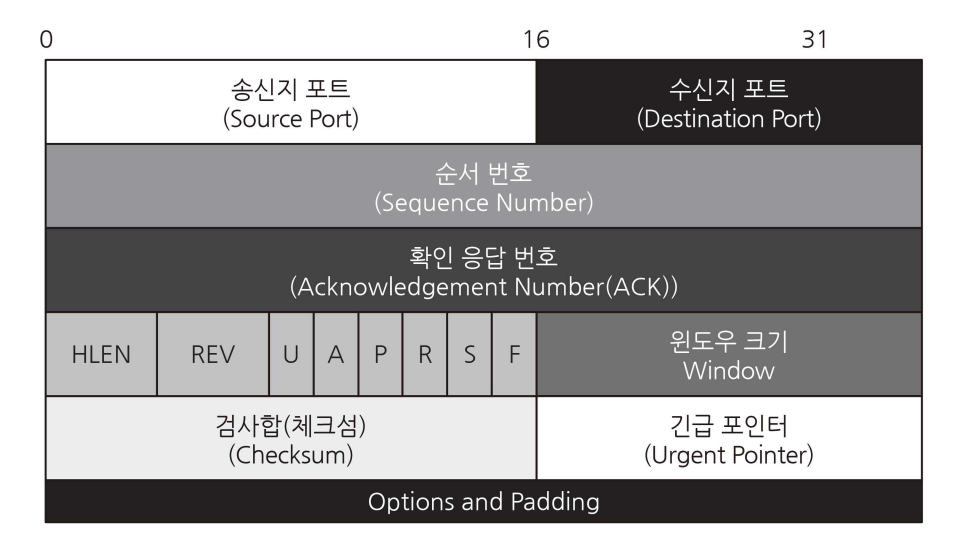 0 16 31
송신지 포트
(Source Port)
수신지 포트
(Destination Port)
순서 번호
(Sequence Number)
확인 응답 번호
(Acknowledgement Number(ACK))
HLEN REV U A P R S F
윈도우 크기
Window
검사합(체크섬)
(Checksum)
긴급 포인터
(Urgent Pointer)
Options and Padding